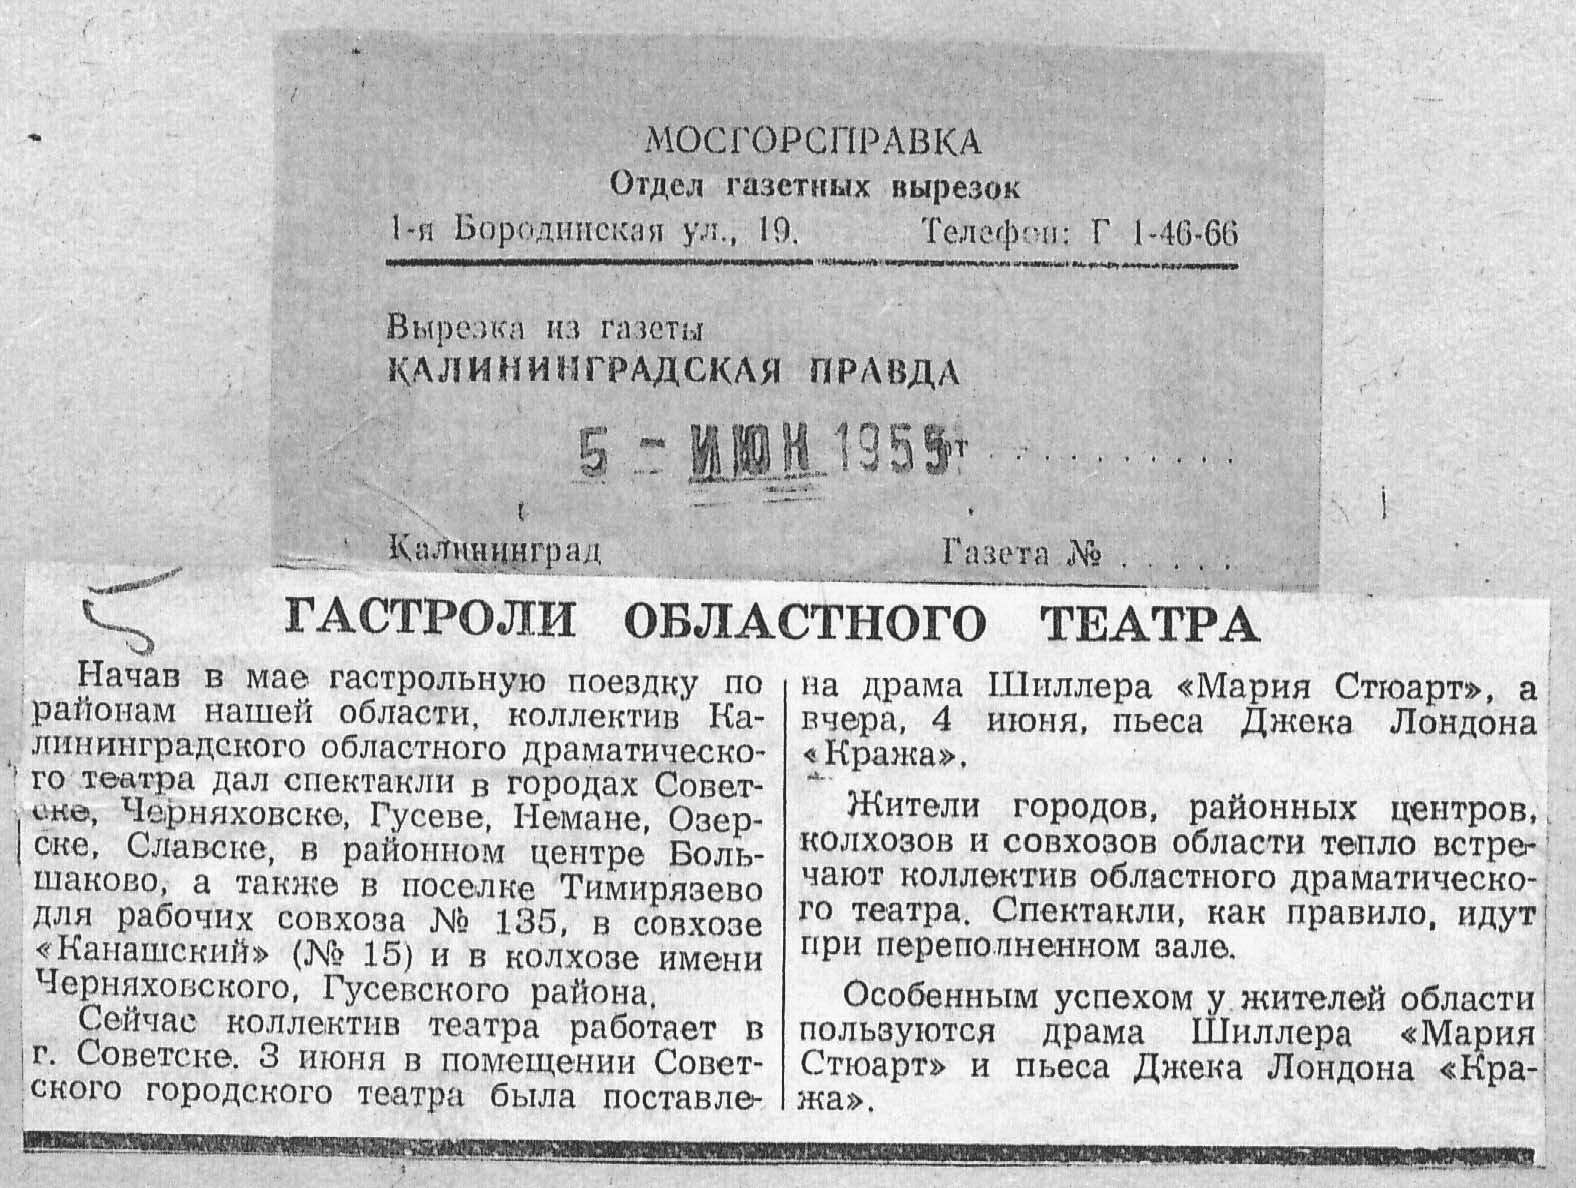 МОСГОРСПРАВКА
Отдел газетных вырезок
1-я Бородинская ул., 19. Телефон: Г 1-46-66
Вырезка из газеты
КАЛИНИНГРАДСКАЯ ПРАВДА
5 - ИЮН 1955 . . . . . . . . . . .
Калининград Газета № . . . . .
5
ГАСТРОЛИ ОБЛАСТНОГО ТЕАТРА
Начав в мае гастрольную поездку по
районам нашей области, коллектив Ка-
лининградского областного драматическо-
го театра дал спектакли в городах Совет-
ске, Черняховске, Гусеве, Немане, Озер-
ске, Славске, в районном центре Боль-
шаково, а также в поселке Тимирязево
для рабочих совхоза № 135, в совхозе
«Канашский» (№ 15) и в колхозе имени
Черняховского, Гусевского района.
Сейчас коллектив театра работает в
г. Советске. 3 июня в помещении Совет-
ского городского театра была поставле-
на драма Шиллера «Мария Стюарт», а
вчера, 4 июня, пьеса Джека Лондона
«Кража».
Жители городов, районных центров,
колхозов и совхозов области тепло встре-
чают коллектив областного драматическо-
го театра. Спектакли, как правило, идут
при переполненном зале.
Особенным успехом у жителей области
пользуются драма Шиллера «Мария
Стюарт» и пьеса Джека Лондона «Кра-
жа».